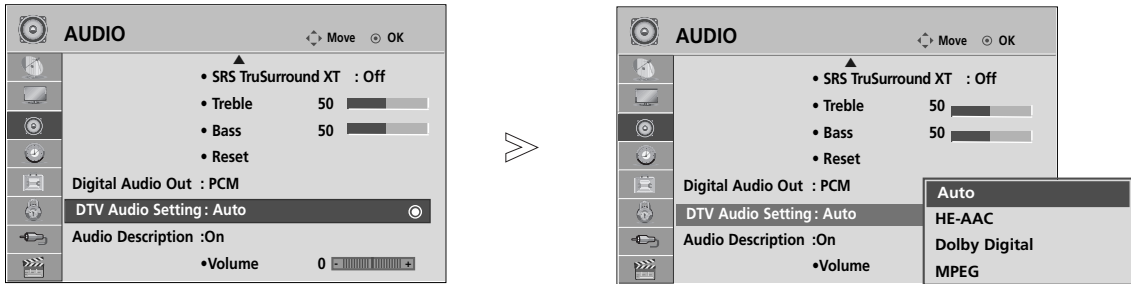 AUDIO
Move
OK
• SRS TruSurround XT : Off
• Treble 50
• Bass 50
• Reset
Digital Audio Out : PCM
DTV Audio Setting : Auto
Audio Description :On
•Volume 0 - +
AUDIO
Move
OK
• SRS TruSurround XT : Off
• Treble 50
• Bass 50
• Reset
Digital Audio Out : PCM
DTV Audio Setting : Auto
Audio Description :On
•Volume
Auto
HE-AAC
Dolby Digital
MPEG